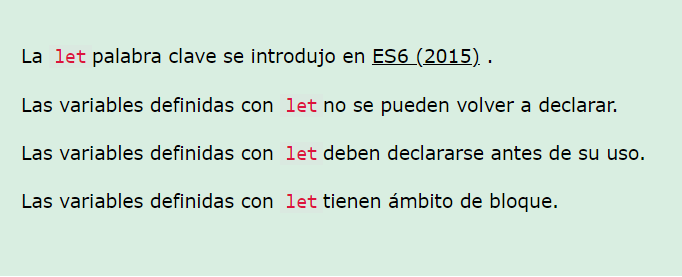 La let palabra clave se introdujo en ES6 (2015) .
Las variables definidas con let no se pueden volver a declarar.
Las variables definidas con let deben declararse antes de su uso.
Las variables definidas con let tienen ámbito de bloque.